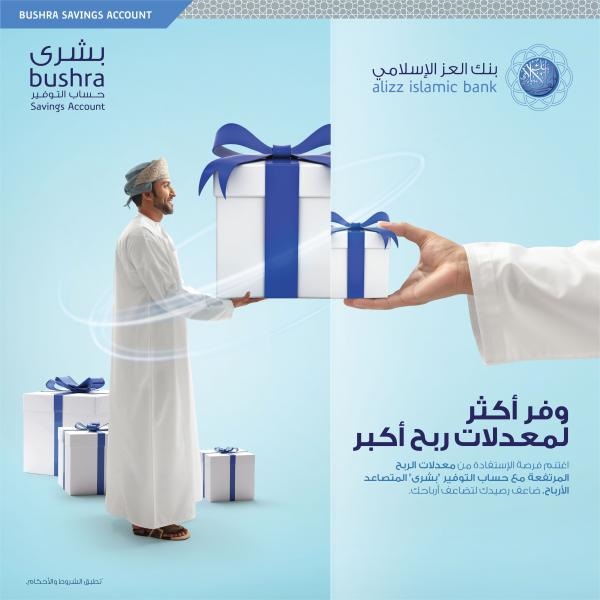 BUSHRA SAVINGS ACCOUNT
بشرى
bushra
حساب التوفير
Savings Account
بنك العز الإسلامي
alizz islamic bank
وفر أكثر
لمعدلات ربح أكبر
اغتنم فرصة الإستفادة من معدلات الربح
المرتفعة مع حساب التوفير "بشرى" المتصاعد
الأرباح. ضاعف رصيدك لتضاعف أرباحك.
*تطبق الشروط والأحكام.